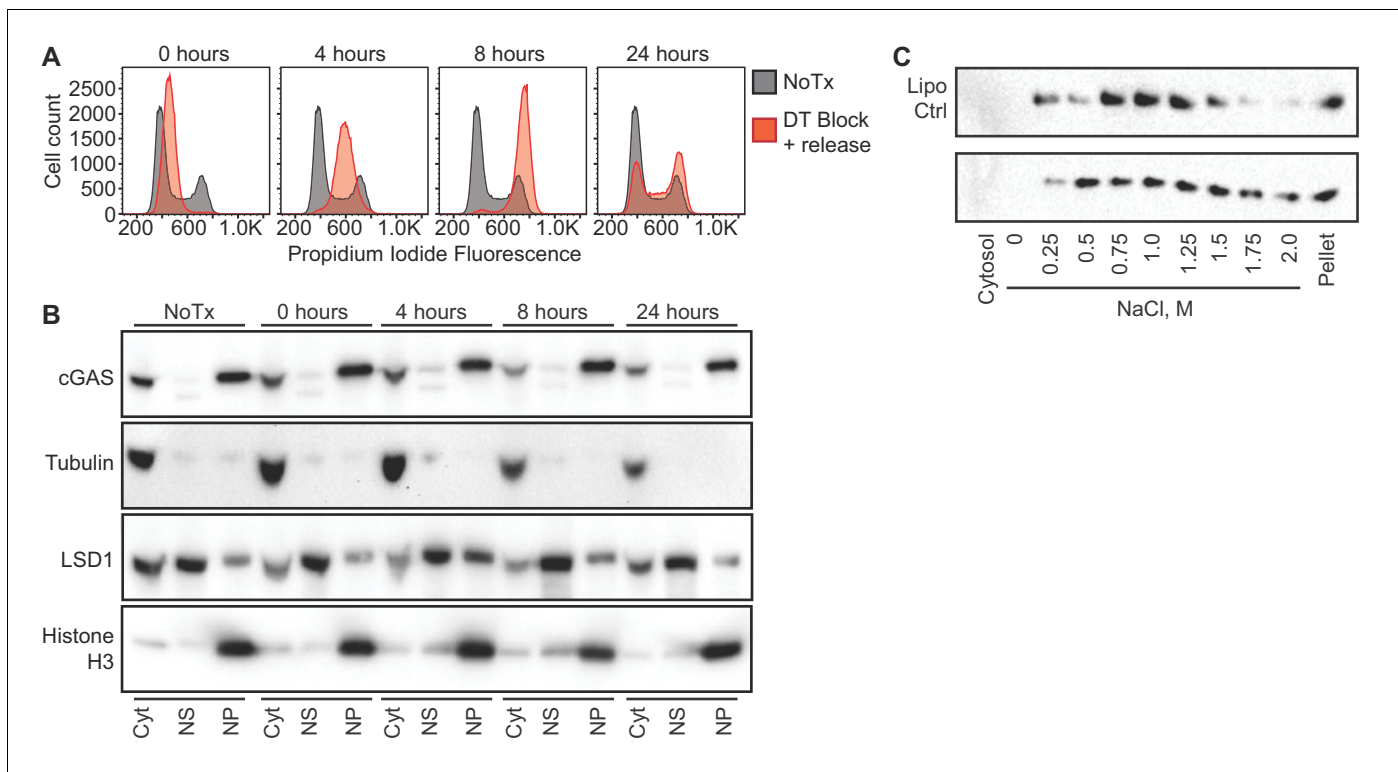 A
0 hours
4 hours
8 hours
24 hours
Cell count
2500
2000
1500
1000
500
0
200 600 1.0K
200 600 1.0K
200 600 1.0K
200 600 1.0K
Propidium Iodide Fluorescence
NoTx
DT Block
+ release
B
NoTx
0 hours
4 hours
8 hours
24 hours
cGAS
Tubulin
LSD1
Histone
H3
Cyt NS NP
Cyt NS NP
Cyt NS NP
Cyt NS NP
Cyt NS NP
C
Lipo
Ctrl
Cytosol
0
0.25
0.5
0.75
1.0
1.25
1.5
1.75
2.0
Pellet
NaCl, M